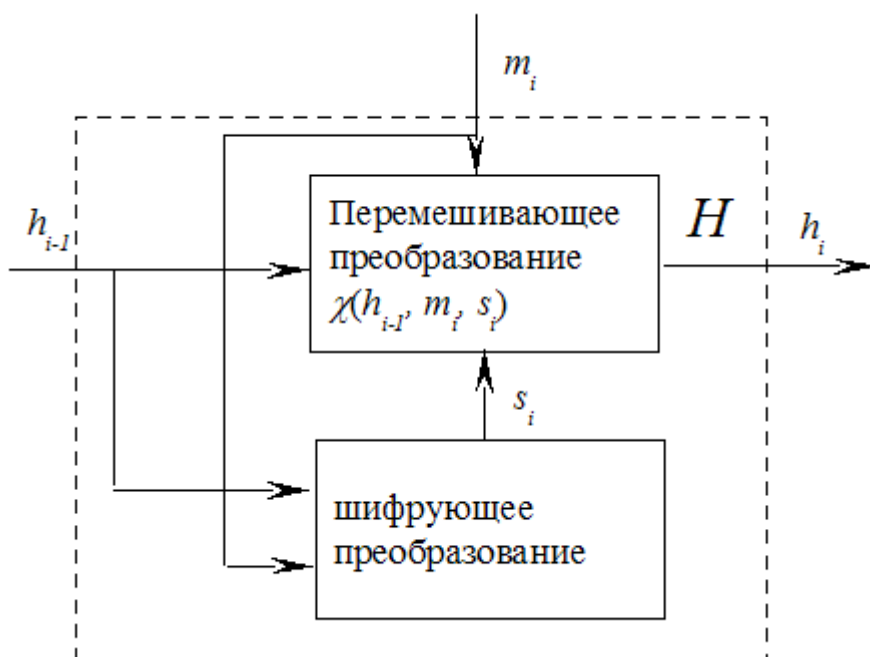 m_i
h_{i-1}
Перемешивающее
преобразование
χ(h_{i-1}, m_i, s_i)
H
h_i
s_i
шифрующее
преобразование